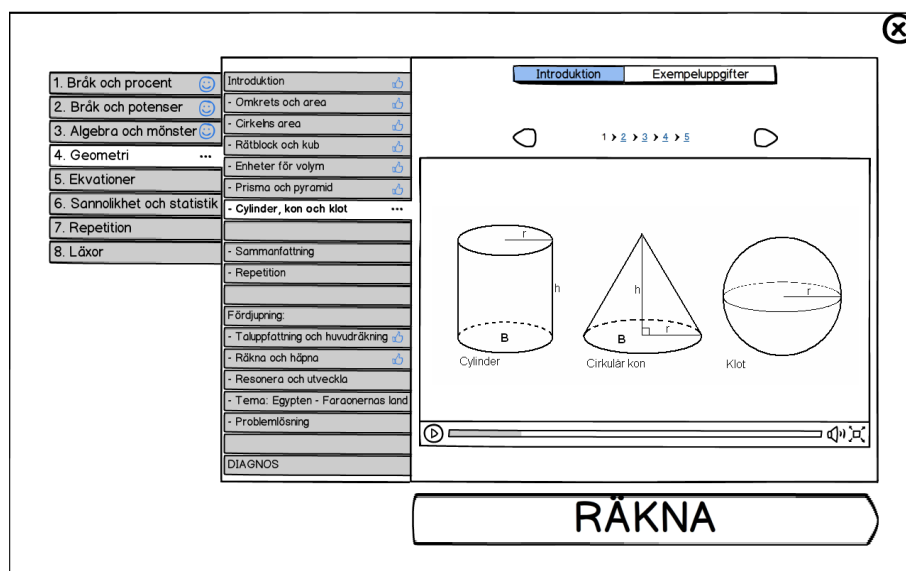 1. Bråk och procent
2. Bråk och potenser
3. Algebra och mönster
4. Geometri ...
5. Ekvationer
6. Sannolikhet och statistik
7. Repetition
8. Läxor
Introduktion
- Omkrets och area
- Cirkelns area
- Rätblock och kub
- Enheter för volym
- Prisma och pyramid
- Cylinder, kon och klot ...
- Sammanfattning
- Repetition
Fördjupning:
- Taluppfattning och huvudräkning
- Räkna och häpna
- Resonera och utveckla
- Tema: Egypten - Faraonernas land
- Problemlösning
DIAGNOS
Introduktion Exempeluppgifter
1 > 2 > 3 > 4 > 5
r
h
B
Cylinder
h
r
B
Cirkulär kon
r
Klot
RÄKNA